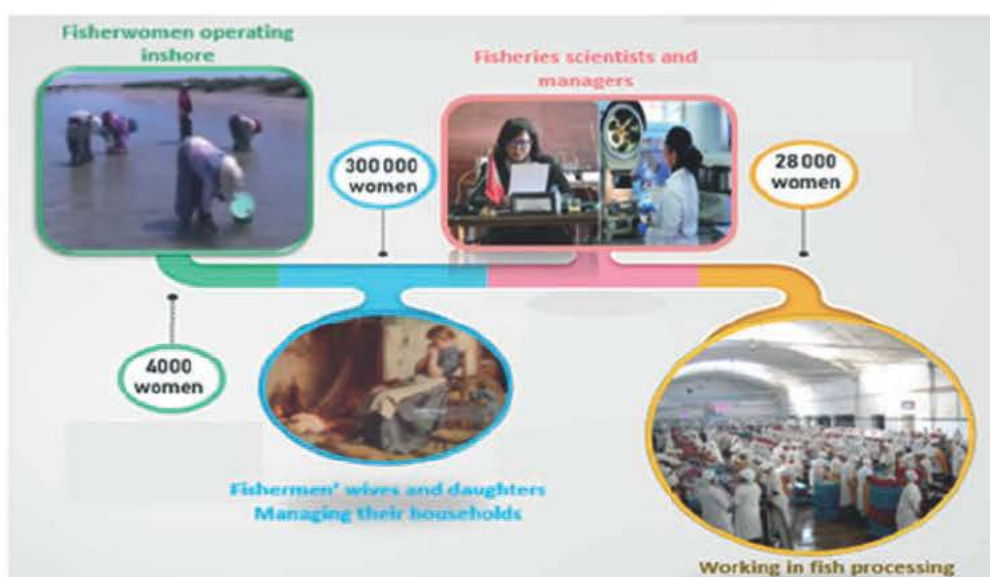 Fisherwomen operating
inshore
Fisheries scientists and
managers
300 000
women
28 000
women
4000
women
Fishermen' wives and daughters
Managing their households
Working in fish processing